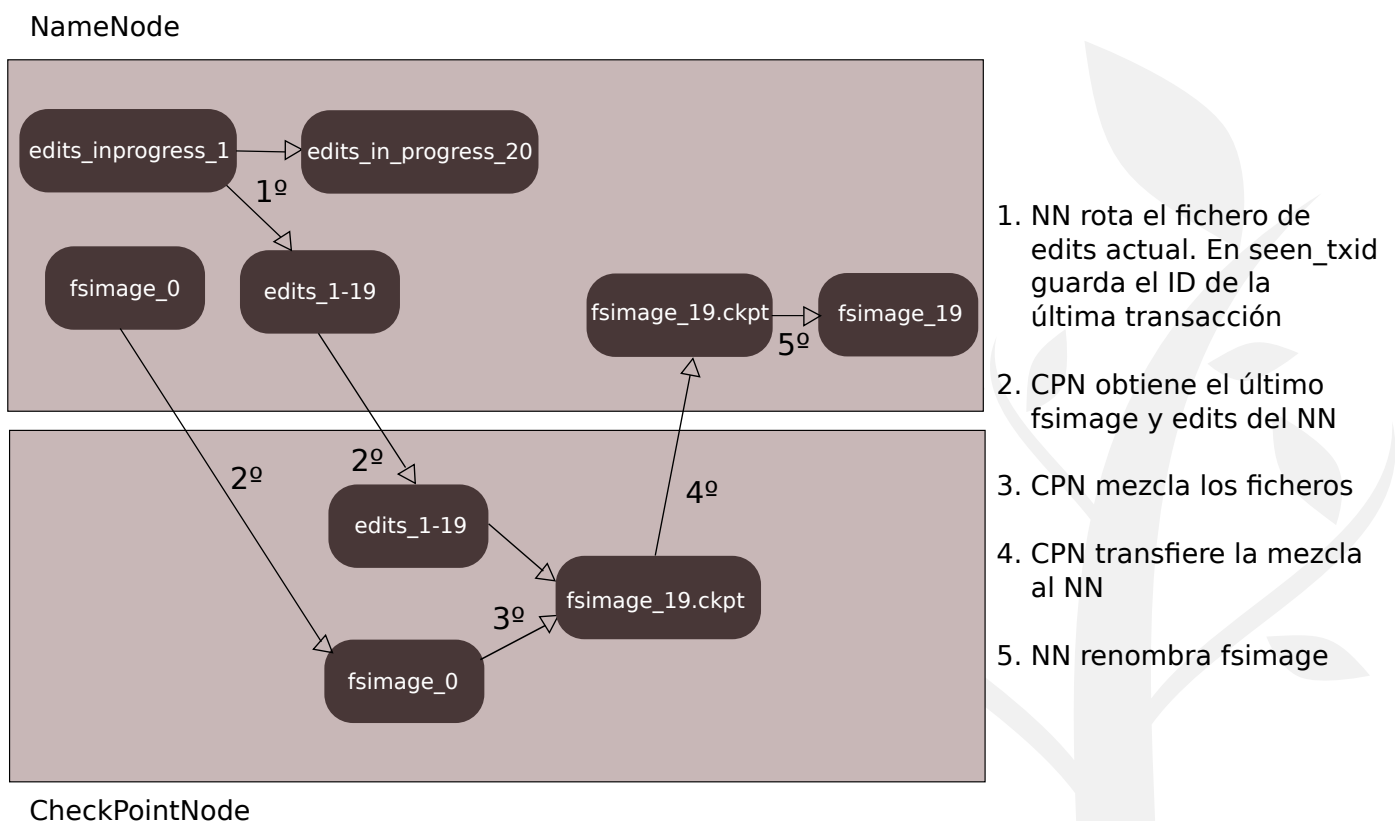 NameNode
edits_inprogress_1
edits_in_progress_20
1º
fsimage_0
edits_1-19
fsimage_19.ckpt
fsimage_19
5º
2º
2º
4º
edits_1-19
fsimage_19.ckpt
3º
fsimage_0
CheckPointNode
1. NN rota el fichero de
edits actual. En seen_txid
guarda el ID de la
última transacción
2. CPN obtiene el último
fsimage y edits del NN
3. CPN mezcla los ficheros
4. CPN transfiere la mezcla
al NN
5. NN renombra fsimage